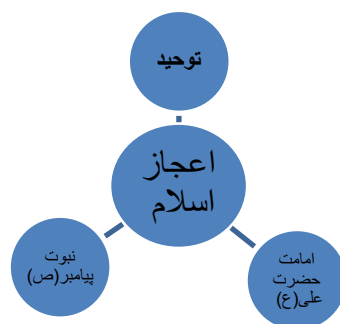 توحید
اعجاز
اسلام
نبوت
پیامبر(ص)
امامت
حضرت
علی(ع)